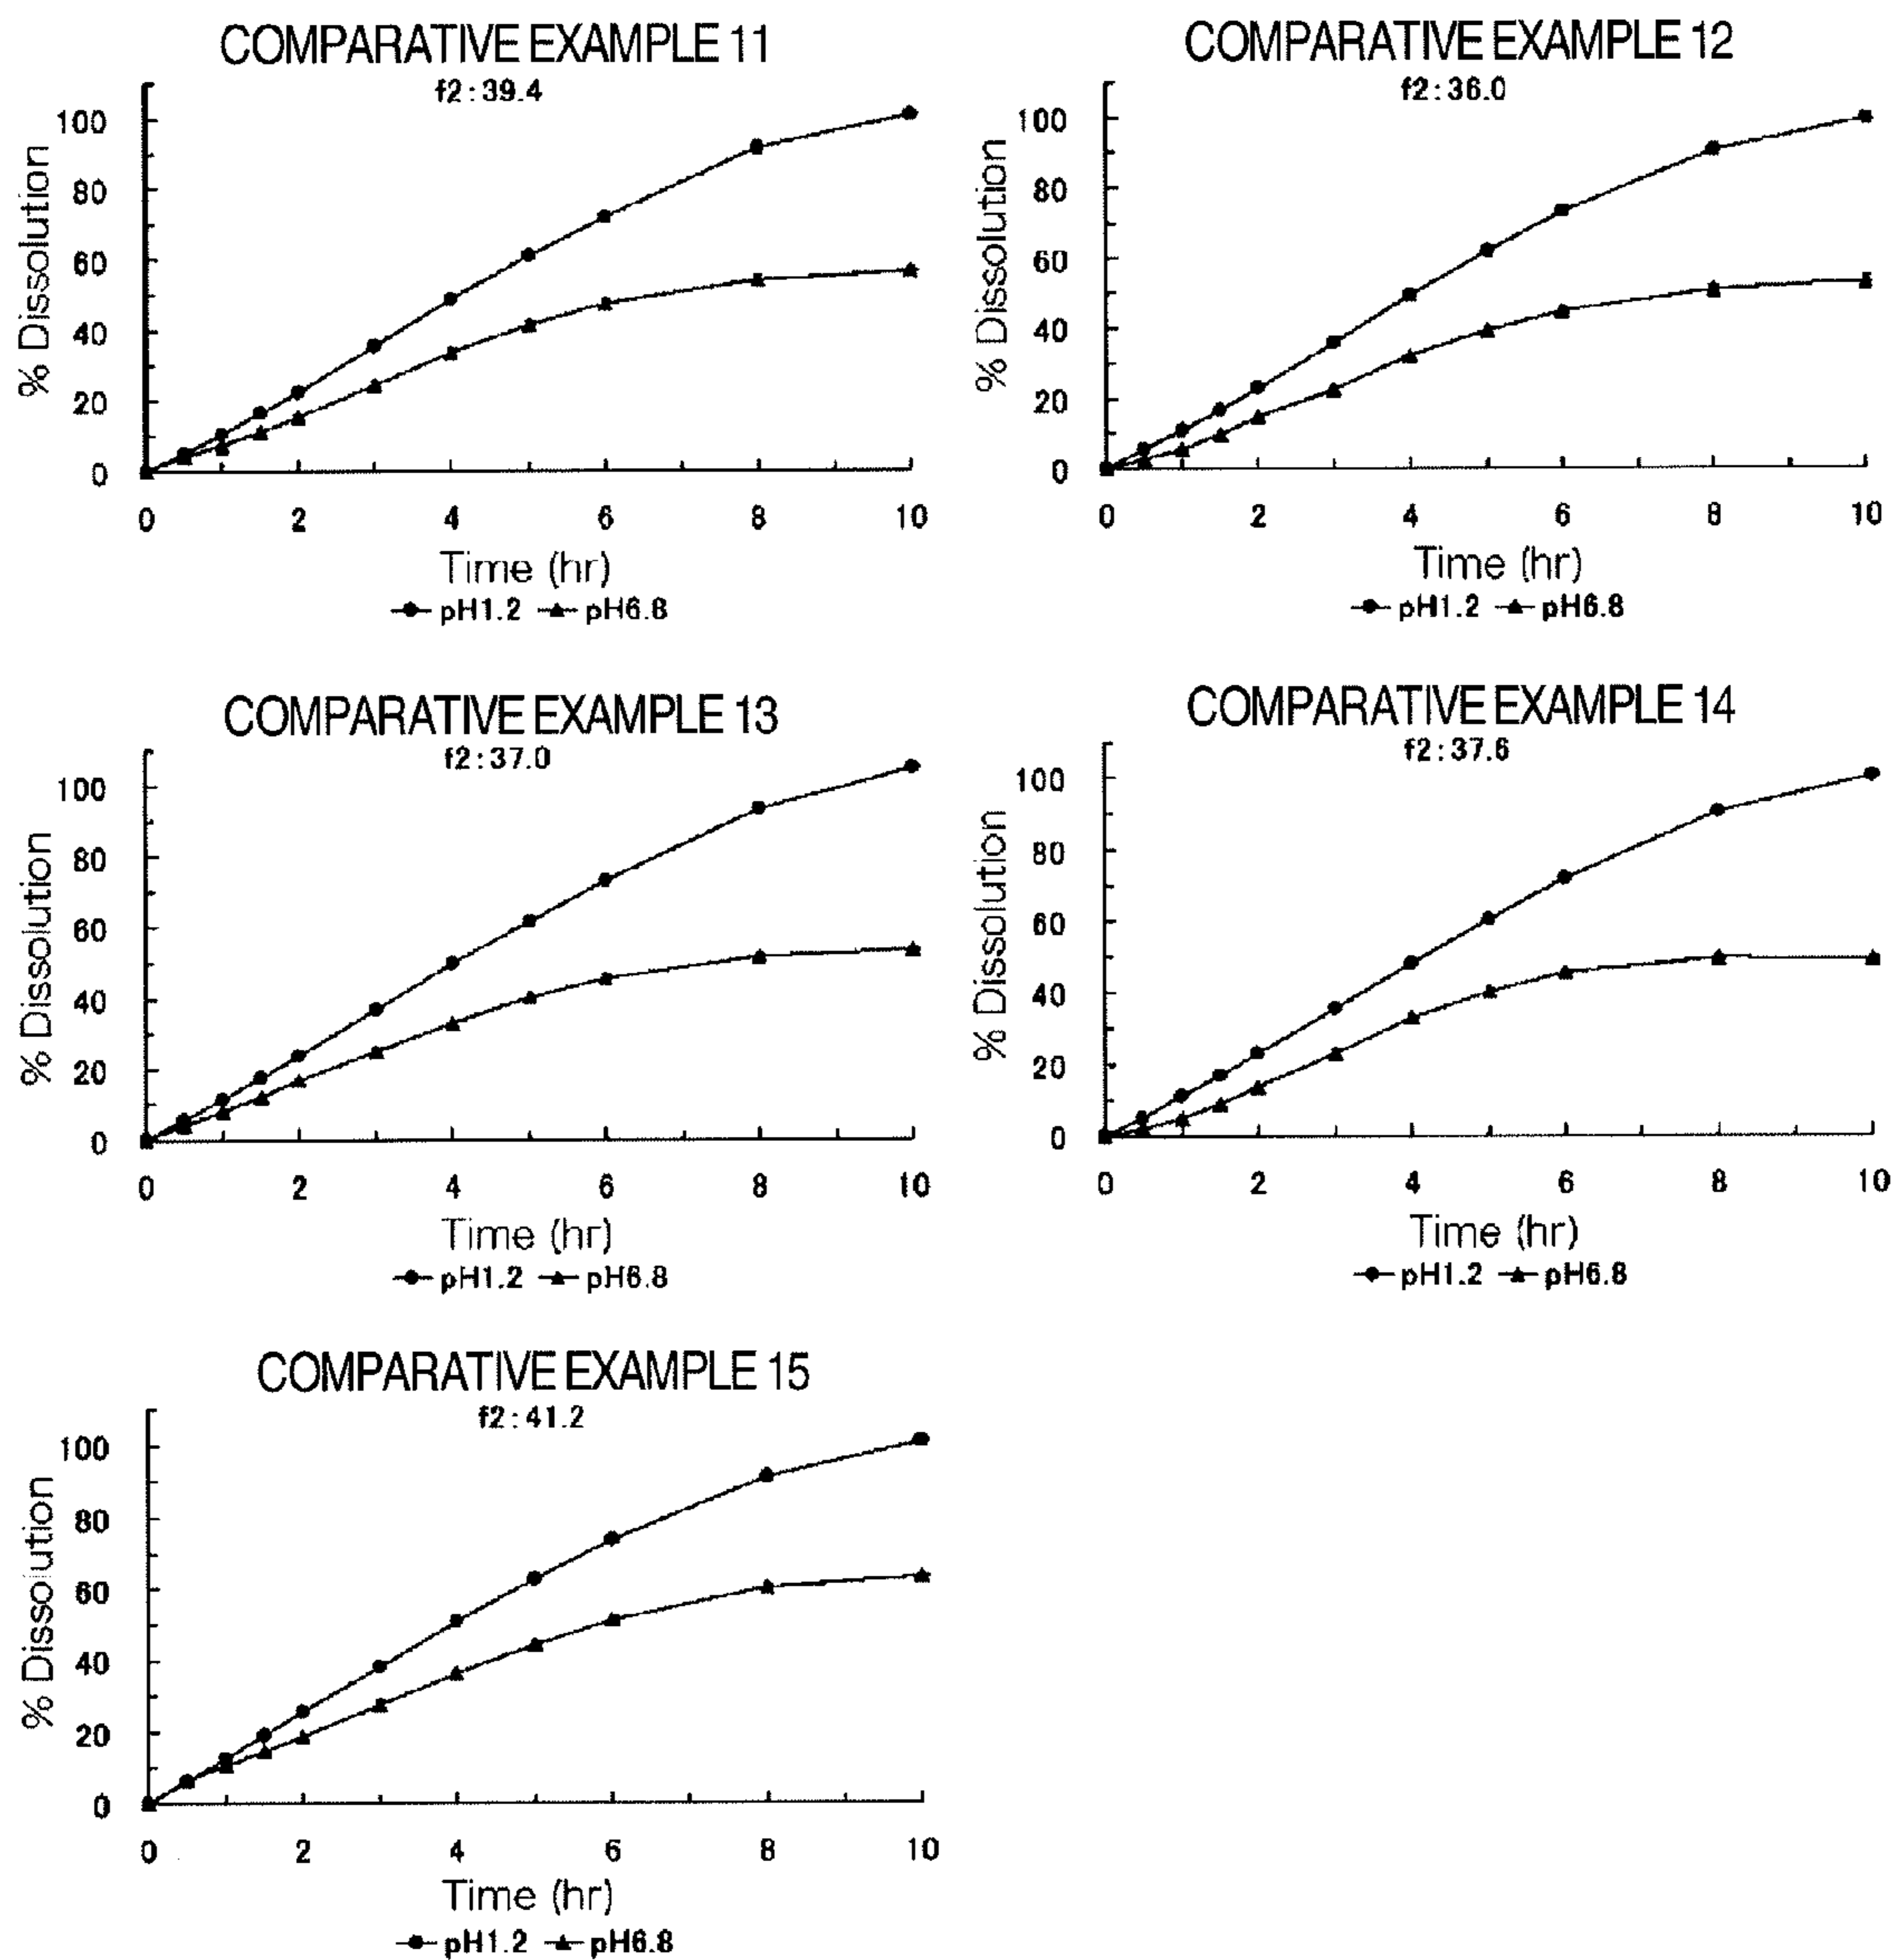 COMPARATIVE EXAMPLE 11
f2:39.4
% Dissolution
100
80
60
40
20
0
0 2 4 6 8 10
Time (hr)
pH1.2 pH6.8
COMPARATIVE EXAMPLE 12
f2:36.0
% Dissolution
100
80
60
40
20
0
0 2 4 6 8 10
Time (hr)
pH1.2 pH6.8
COMPARATIVE EXAMPLE 13
f2:37.0
% Dissolution
100
80
60
40
20
0
0 2 4 6 8 10
Time (hr)
pH1.2 pH6.8
COMPARATIVE EXAMPLE 14
f2:37.6
% Dissolution
100
80
60
40
20
0
0 2 4 6 8 10
Time (hr)
pH1.2 pH6.8
COMPARATIVE EXAMPLE 15
f2:41.2
% Dissolution
100
80
60
40
20
0
0 2 4 6 8 10
Time (hr)
pH1.2 pH6.8